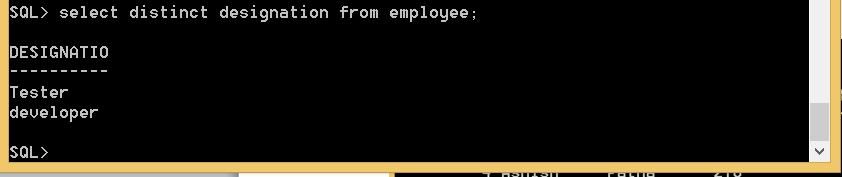 SQL> select distinct designation from employee;
DESIGNATIO
----------
Tester
developer
SQL>